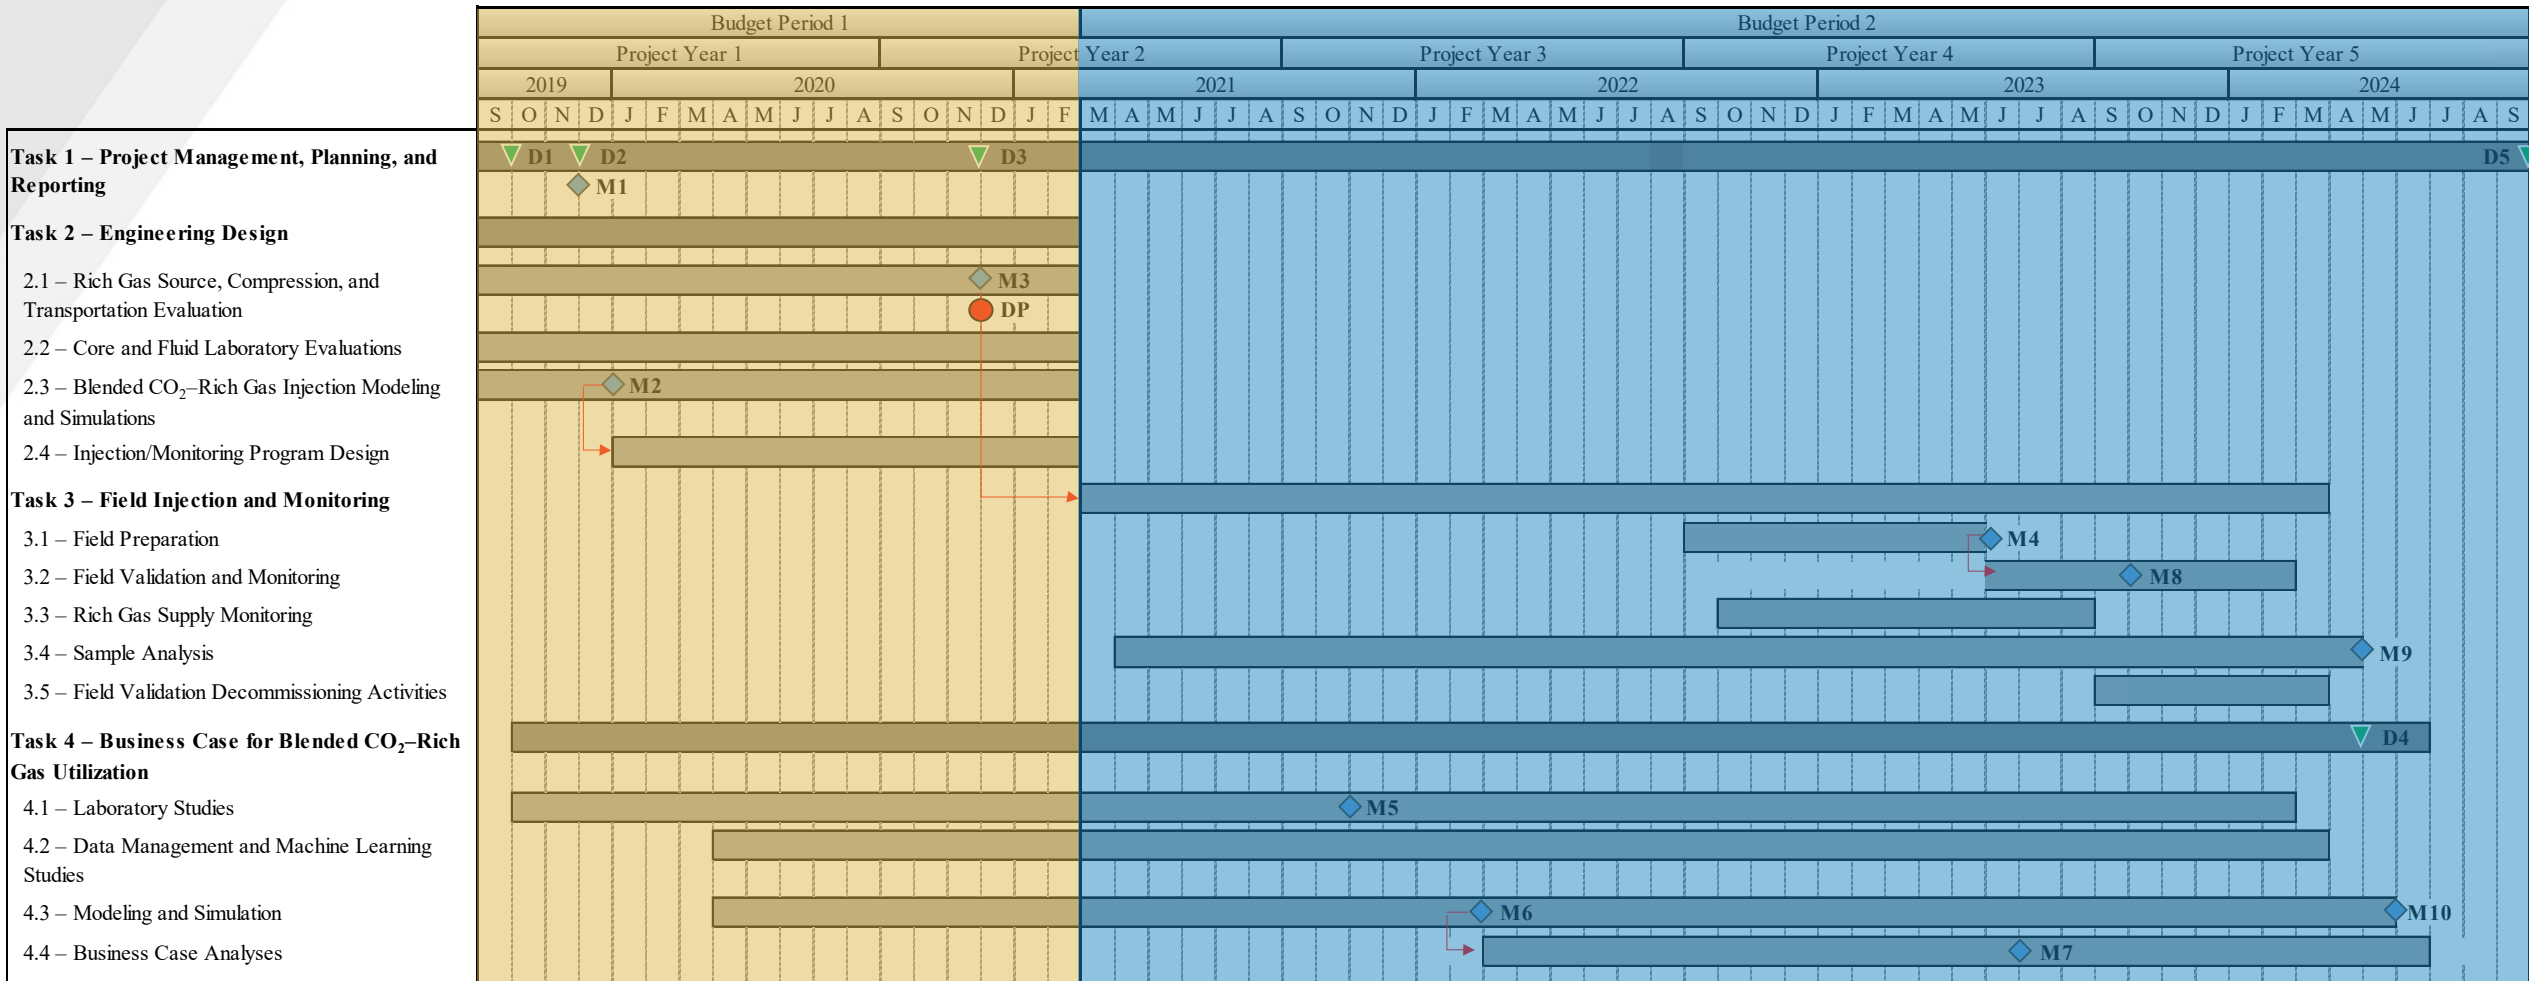 Budget Period 1 Budget Period 2
Project Year 1 Project Year 2 Project Year 3 Project Year 4 Project Year 5
2019 2020 2021 2022 2023 2024
S O N D J F M A M J J A S O N D J F M A M J J A S O N D J F M A M J J A S O N D J F M A M J J A S O N D J F M A M J J A S
Task 1 – Project Management, Planning, and
Reporting
D1 D2 D3 D5
M1
Task 2 – Engineering Design
2.1 – Rich Gas Source, Compression, and
Transportation Evaluation
M3
DP
2.2 – Core and Fluid Laboratory Evaluations
2.3 – Blended CO₂–Rich Gas Injection Modeling
and Simulations
M2
2.4 – Injection/Monitoring Program Design
Task 3 – Field Injection and Monitoring
3.1 – Field Preparation M4
3.2 – Field Validation and Monitoring M8
3.3 – Rich Gas Supply Monitoring
3.4 – Sample Analysis M9
3.5 – Field Validation Decommissioning Activities
Task 4 – Business Case for Blended CO₂–Rich
Gas Utilization
D4
4.1 – Laboratory Studies M5
4.2 – Data Management and Machine Learning
Studies
4.3 – Modeling and Simulation M6 M10
4.4 – Business Case Analyses M7